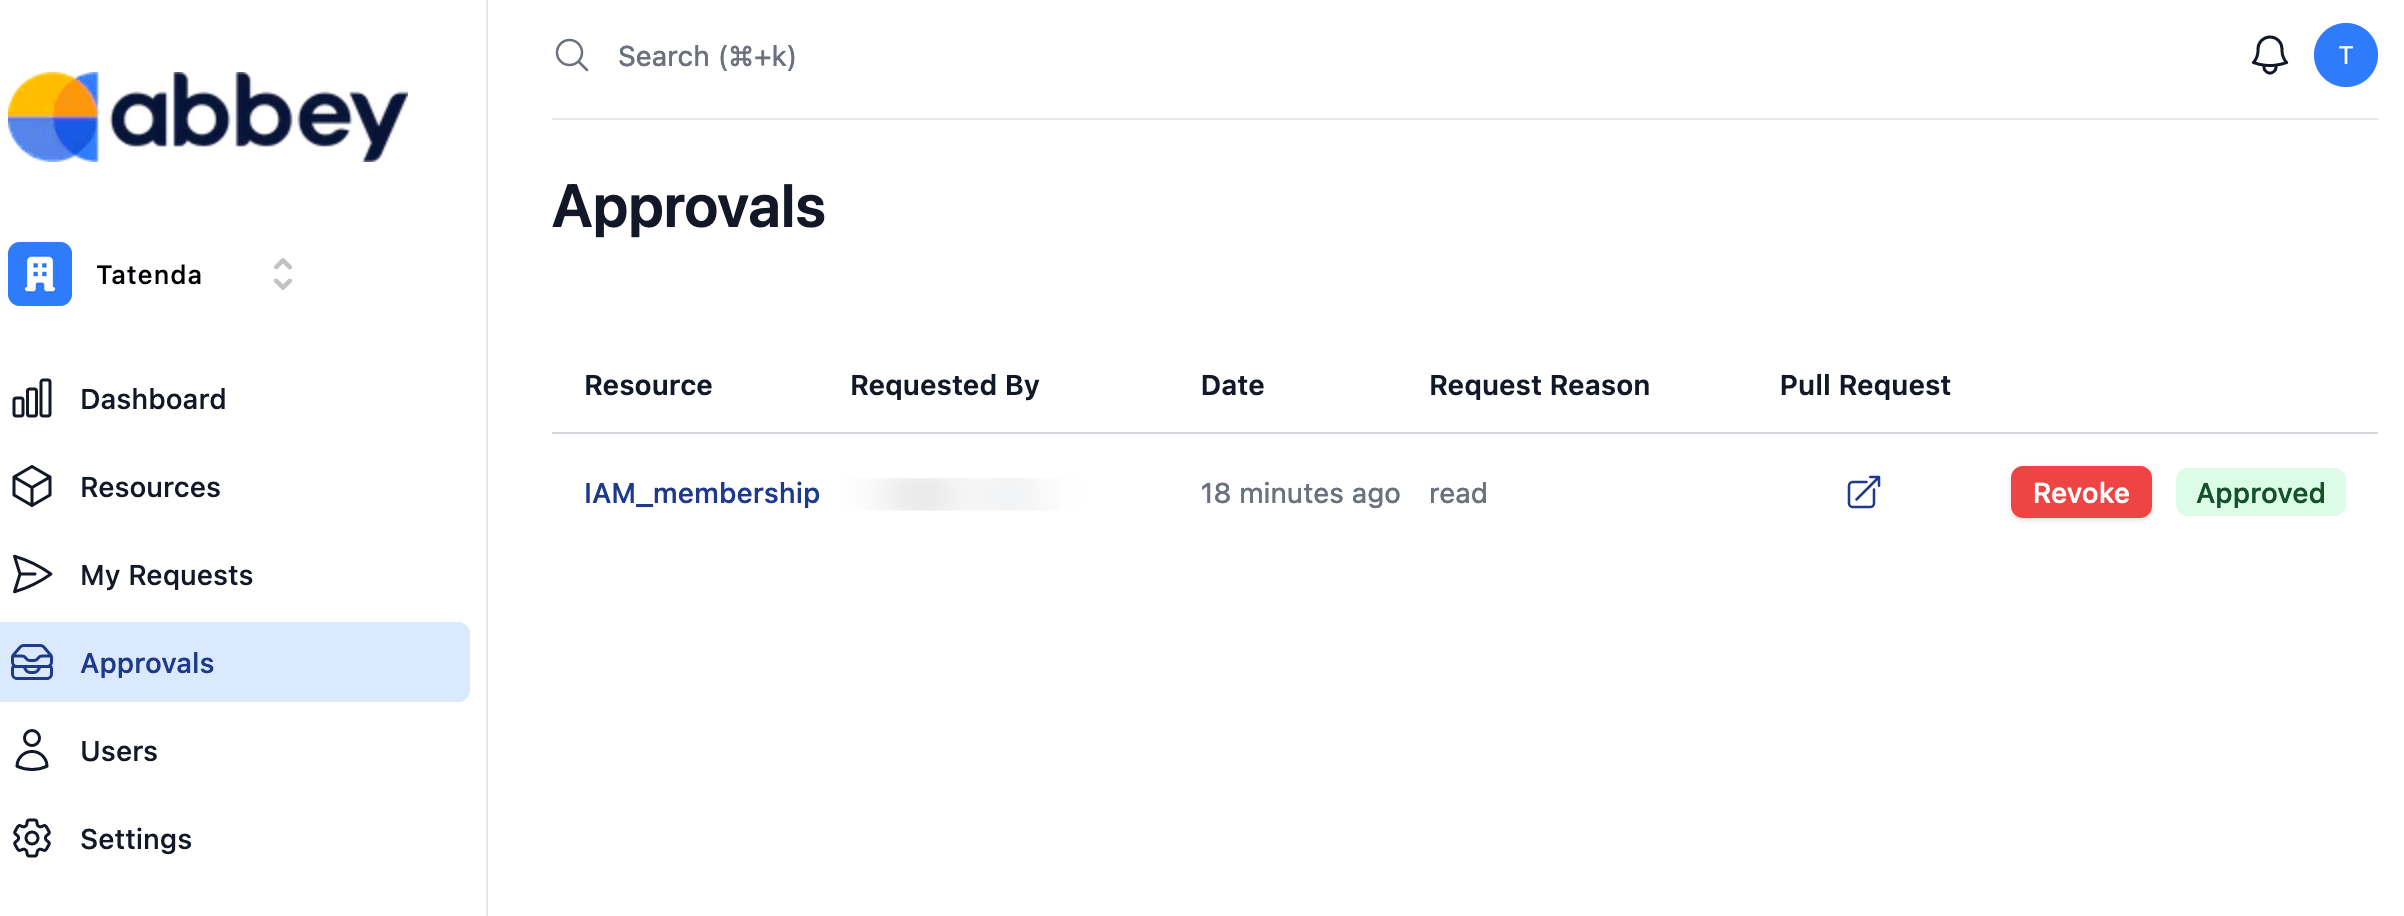 abbey
Tatenda
Dashboard
Resources
My Requests
Approvals
Users
Settings
Search (⌘+k)
T
Approvals
Resource Requested By Date Request Reason Pull Request
IAM_membership 18 minutes ago read Revoke Approved